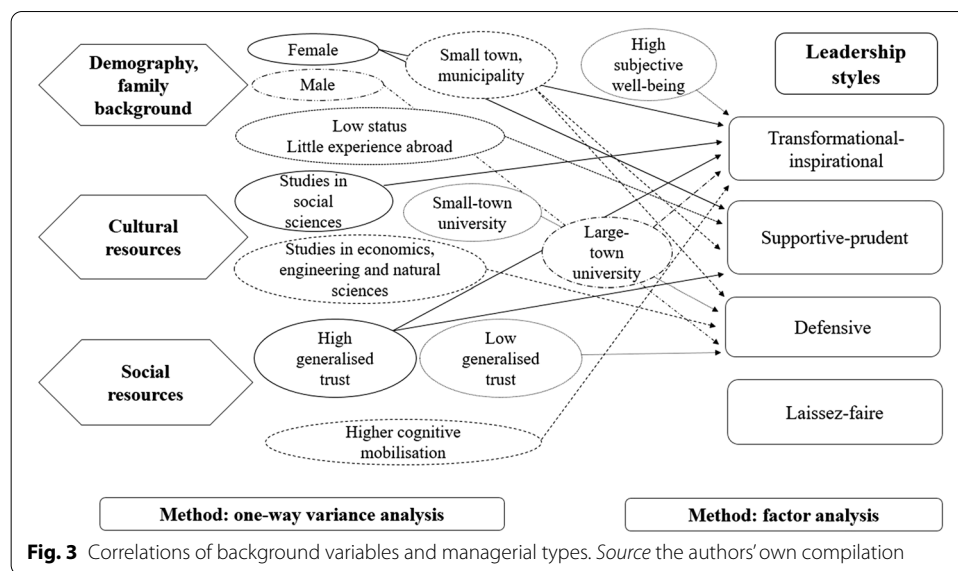 Demography,
family
background
Female
Male
Small town,
municipality
High
subjective
well-being
Leadership
styles
Low status
Little experience abroad
Transformational-
inspirational
Cultural
resources
Studies in
social
sciences
Small-town
university
Large-
town
university
Supportive-prudent
Studies in economics,
engineering and natural
sciences
Defensive
Social
resources
High
generalised
trust
Low
generalised
trust
Laissez-faire
Higher cognitive
mobilisation
Method: one-way variance analysis
Method: factor analysis
Fig. 3 Correlations of background variables and managerial types. Source the authors' own compilation